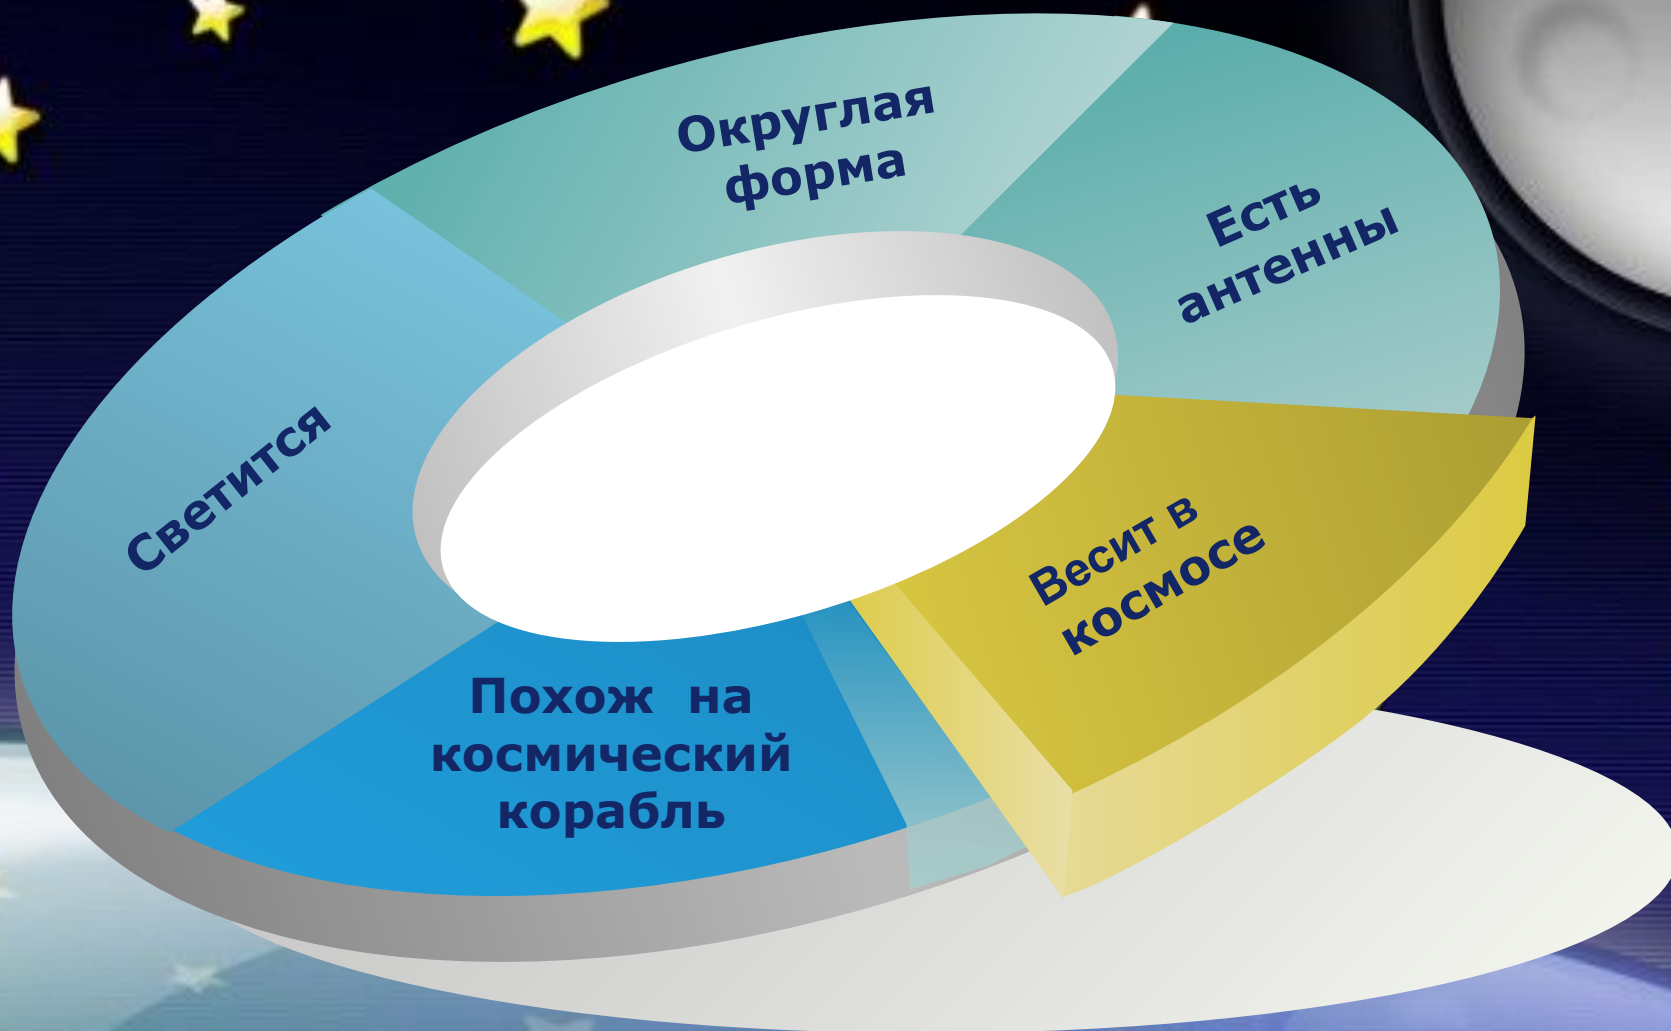 Округлая
форма
Есть
антенны
Светится
Весит в
космосе
Похож на
космический
корабль